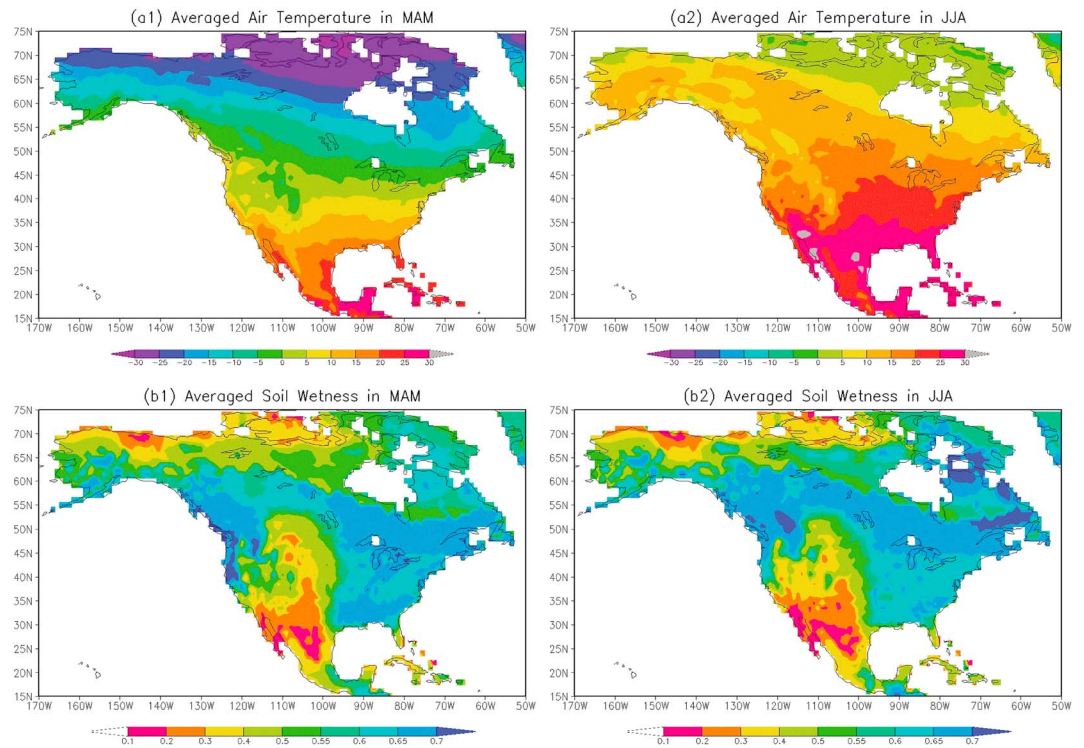 (a1) Averaged Air Temperature in MAM
75N
70N
65N
60N
55N
50N
45N
40N
35N
30N
25N
20N
15N
170W 160W 150W 140W 130W 120W 110W 100W 90W 80W 70W 60W 50W
-30 -25 -20 -15 -10 -5 0 5 10 15 20 25 30
(a2) Averaged Air Temperature in JJA
75N
70N
65N
60N
55N
50N
45N
40N
35N
30N
25N
20N
15N
170W 160W 150W 140W 130W 120W 110W 100W 90W 80W 70W 60W 50W
-30 -25 -20 -15 -10 -5 0 5 10 15 20 25 30
(b1) Averaged Soil Wetness in MAM
75N
70N
65N
60N
55N
50N
45N
40N
35N
30N
25N
20N
15N
170W 160W 150W 140W 130W 120W 110W 100W 90W 80W 70W 60W 50W
0.1 0.2 0.3 0.4 0.5 0.55 0.6 0.65 0.7
(b2) Averaged Soil Wetness in JJA
75N
70N
65N
60N
55N
50N
45N
40N
35N
30N
25N
20N
15N
170W 160W 150W 140W 130W 120W 110W 100W 90W 80W 70W 60W 50W
0.1 0.2 0.3 0.4 0.5 0.55 0.6 0.65 0.7